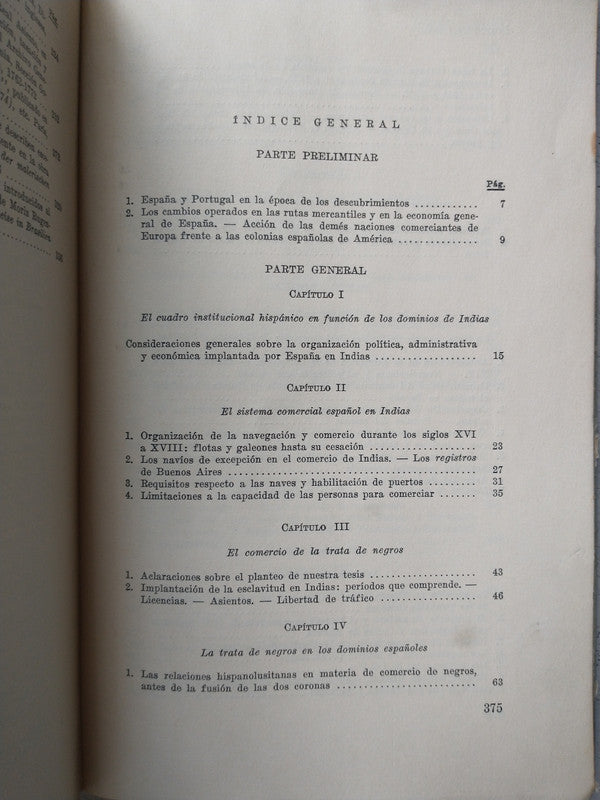 ÍNDICE GENERAL
PARTE PRELIMINAR
Pág.
1. España y Portugal en la época de los descubrimientos ............ 7
2. Los cambios operados en las rutas mercantiles y en la economía gene-
ral de España. — Acción de las demés naciones comerciantes de
Europa frente a las colonias españolas de América ............... 9
PARTE GENERAL
CAPÍTULO I
El cuadro institucional hispánico en función de los dominios de Indias
Consideraciones generales sobre la organización política, administrativa
y económica implantada por España en Indias .................. 15
CAPÍTULO II
El sistema comercial español en Indias
1. Organización de la navegación y comercio durante los siglos XVI
a XVIII: flotas y galeones hasta su cesación ................... 23
2. Los navíos de excepción en el comercio de Indias. — Los registros
de Buenos Aires ............................................. 27
3. Requisitos respecto a las naves y habilitación de puertos ......... 31
4. Limitaciones a la capacidad de las personas para comerciar ....... 35
CAPÍTULO III
El comercio de la trata de negros
1. Aclaraciones sobre el planteo de nuestra tesis ................... 43
2. Implantación de la esclavitud en Indias: períodos que comprende. —
Licencias. — Asientos. — Libertad de tráfico .................. 46
CAPÍTULO IV
La trata de negros en los dominios españoles
1. Las relaciones hispanolusitanas en materia de comercio de negros,
antes de la fusión de las dos coronas ......................... 63
375